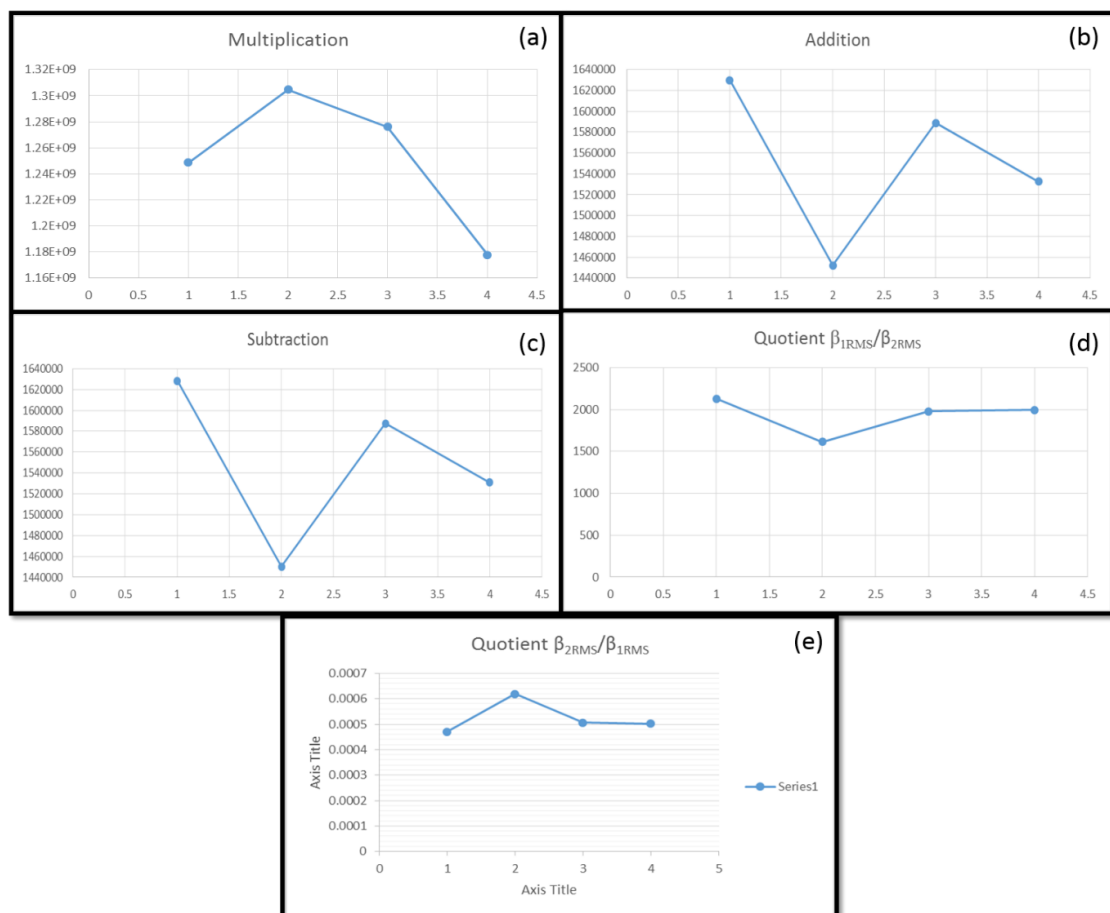 Multiplication (a)
1.32E+09
1.3E+09
1.28E+09
1.26E+09
1.24E+09
1.22E+09
1.2E+09
1.18E+09
1.16E+09
0 0.5 1 1.5 2 2.5 3 3.5 4 4.5
Addition (b)
1640000
1620000
1600000
1580000
1560000
1540000
1520000
1500000
1480000
1460000
1440000
0 0.5 1 1.5 2 2.5 3 3.5 4 4.5
Subtraction (c)
1640000
1620000
1600000
1580000
1560000
1540000
1520000
1500000
1480000
1460000
1440000
0 0.5 1 1.5 2 2.5 3 3.5 4 4.5
Quotient β1RMS/β2RMS (d)
2500
2000
1500
1000
500
0
0 0.5 1 1.5 2 2.5 3 3.5 4 4.5
Quotient β2RMS/β1RMS (e)
0.0007
0.0006
0.0005
0.0004
0.0003
0.0002
0.0001
0
Axis Title
Series1
0 1 2 3 4 5
Axis Title